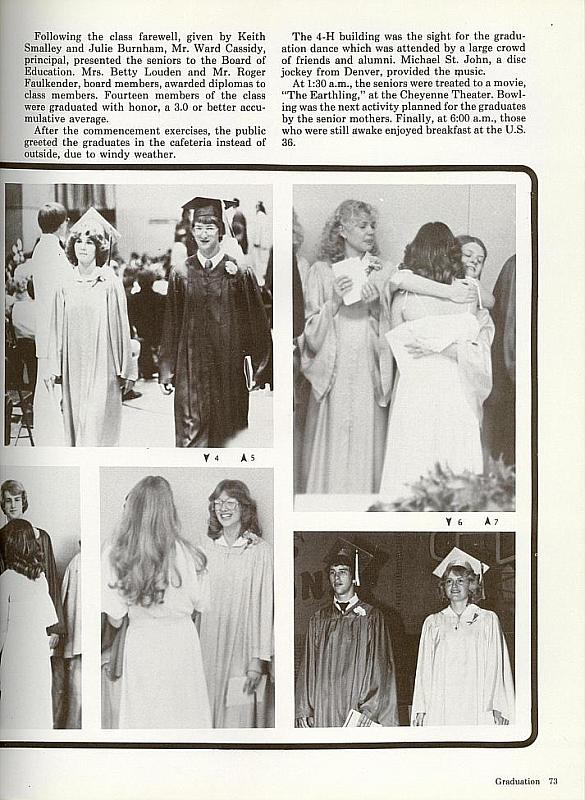 Following the class farewell, given by Keith
Smalley and Julie Burnham, Mr. Ward Cassidy,
principal, presented the seniors to the Board of
Education. Mrs. Betty Louden and Mr. Roger
Faulkender, board members, awarded diplomas to
class members. Fourteen members of the class
were graduated with honor, a 3.0 or better accu-
mulative average.
After the commencement exercises, the public
greeted the graduates in the cafeteria instead of
outside, due to windy weather.
The 4-H building was the sight for the gradu-
ation dance which was attended by a large crowd
of friends and alumni. Michael St. John, a disc
jockey from Denver, provided the music.
At 1:30 a.m., the seniors were treated to a movie,
"The Earthling," at the Cheyenne Theater. Bowl-
ing was the next activity planned for the graduates
by the senior mothers. Finally, at 6:00 a.m., those
who were still awake enjoyed breakfast at the U.S.
36.
▼ 4 ▲ 5
▼ 6 ▲ 7
Graduation 73